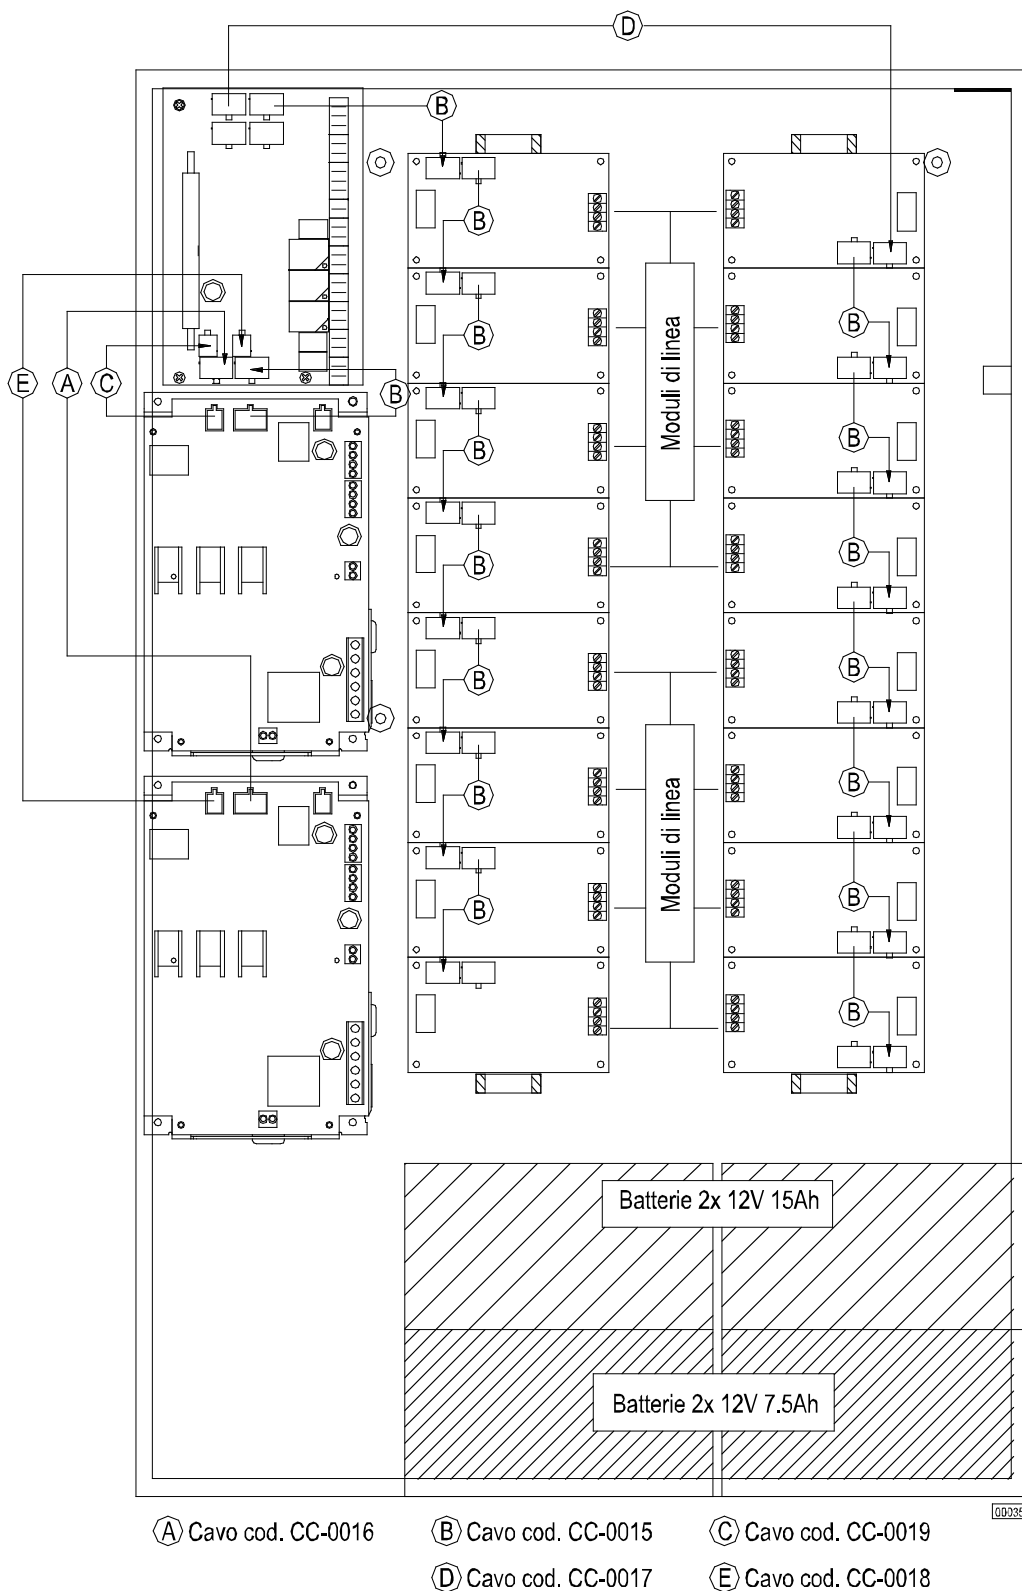 D
B
B
B
B
B
E
A
C
B
Moduli di linea
B
B
B
B
B
B
B
B
Moduli di linea
B
B
B
B
B
Batterie 2x 12V 15Ah
Batterie 2x 12V 7.5Ah
A Cavo cod. CC-0016
B Cavo cod. CC-0015
C Cavo cod. CC-0019
D Cavo cod. CC-0017
E Cavo cod. CC-0018